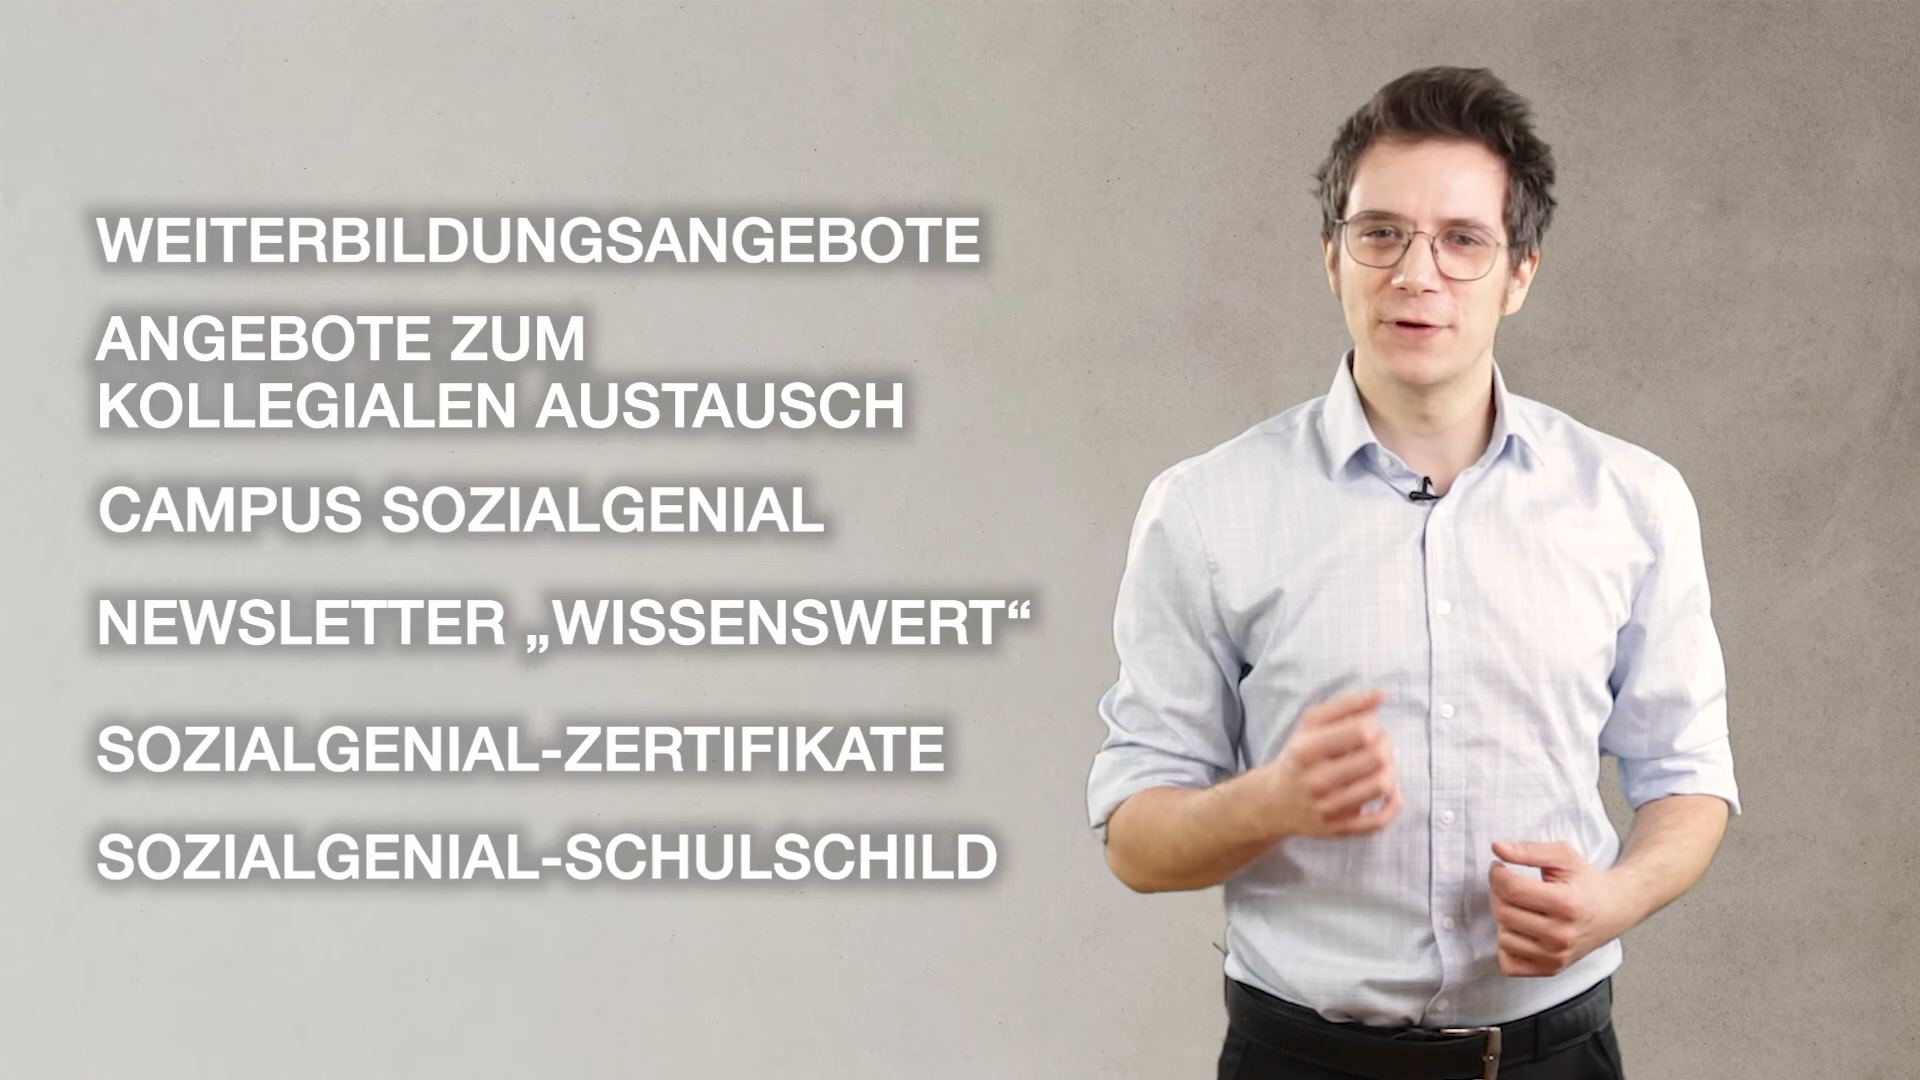 WEITERBILDUNGSANGEBOTE
ANGEBOTE ZUM
KOLLEGIALEN AUSTAUSCH
CAMPUS SOZIALGENIAL
NEWSLETTER „WISSENSWERT“
SOZIALGENIAL-ZERTIFIKATE
SOZIALGENIAL-SCHULSCHILD